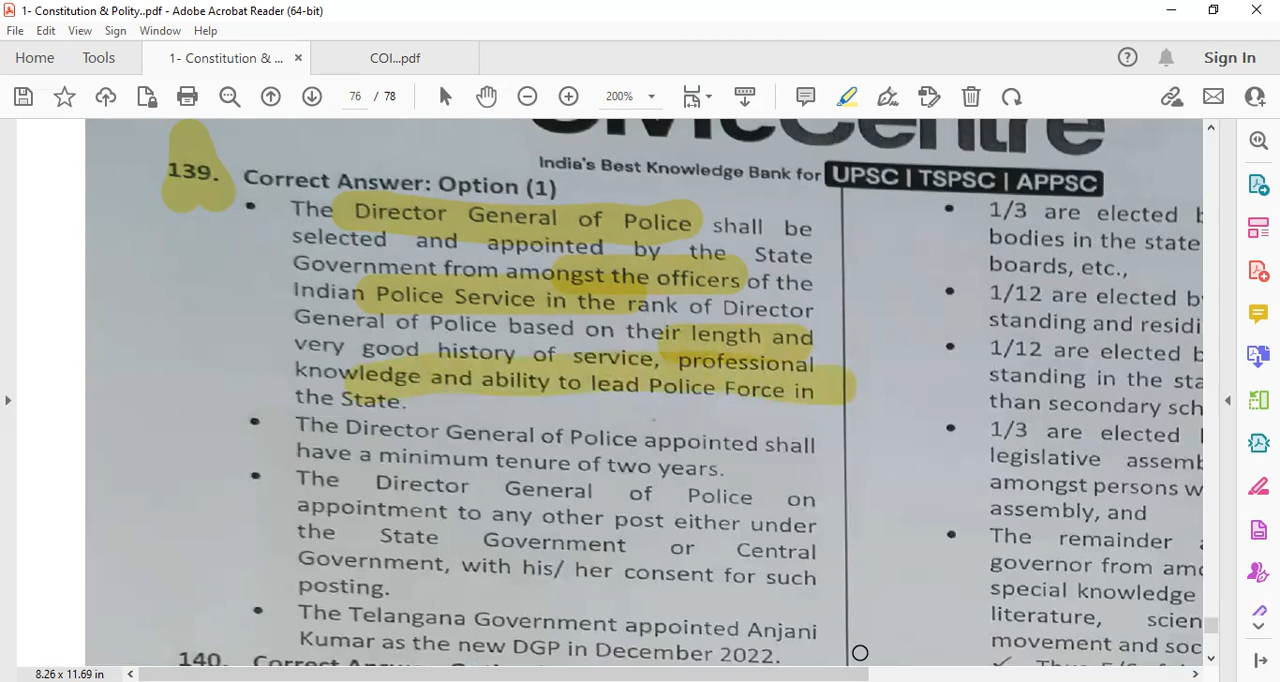 1- Constitution & Polity..pdf - Adobe Acrobat Reader (64-bit)
File Edit View Sign Window Help
Home Tools 1- Constitution & ... × COI...pdf Sign In
76 / 78 200%
CivicCentre
India's Best Knowledge Bank for UPSC | TSPSC | APPSC
139. Correct Answer: Option (1)
• The Director General of Police shall be
selected and appointed by the State
Government from amongst the officers of the
Indian Police Service in the rank of Director
General of Police based on their length and
very good history of service, professional
knowledge and ability to lead Police Force in
the State.
• The Director General of Police appointed shall
have a minimum tenure of two years.
• The Director General of Police on
appointment to any other post either under
the State Government or Central
Government, with his/ her consent for such
posting.
• The Telangana Government appointed Anjani
Kumar as the new DGP in December 2022.
140. Correct
• 1/3 are elected
bodies in the state
boards, etc.,
• 1/12 are elected
standing and
• 1/12 are elected
standing in the
than secondary
• 1/3 are elected
legislative
amongst persons
assembly, and
• The remainder
governor from
special knowledge
literature,
movement and
✓ Thus
8.26 x 11.69 in